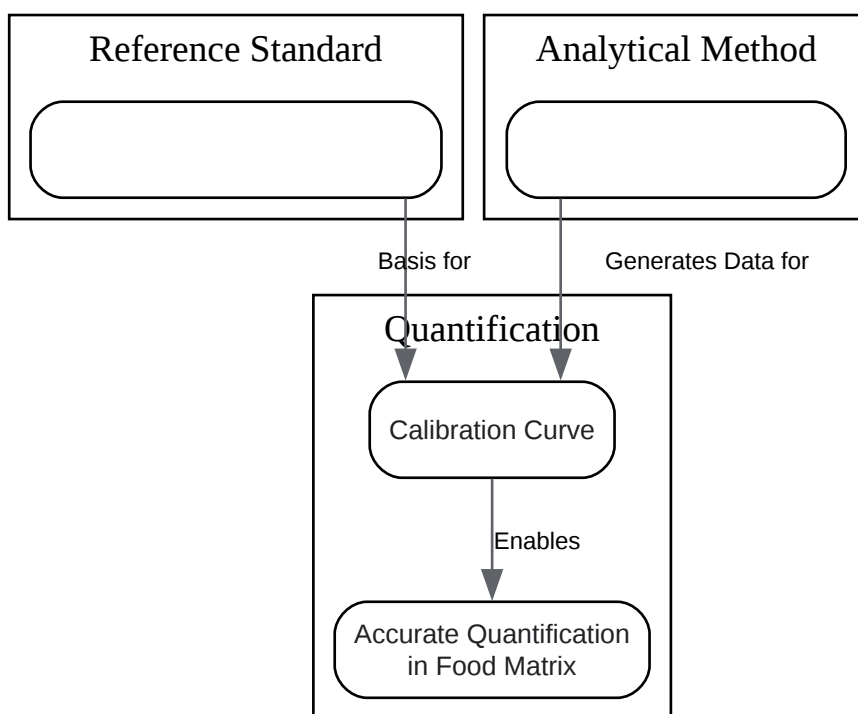 Reference Standard
Analytical Method
Basis for
Generates Data for
Quantification
Calibration Curve
Enables
Accurate Quantification
in Food Matrix